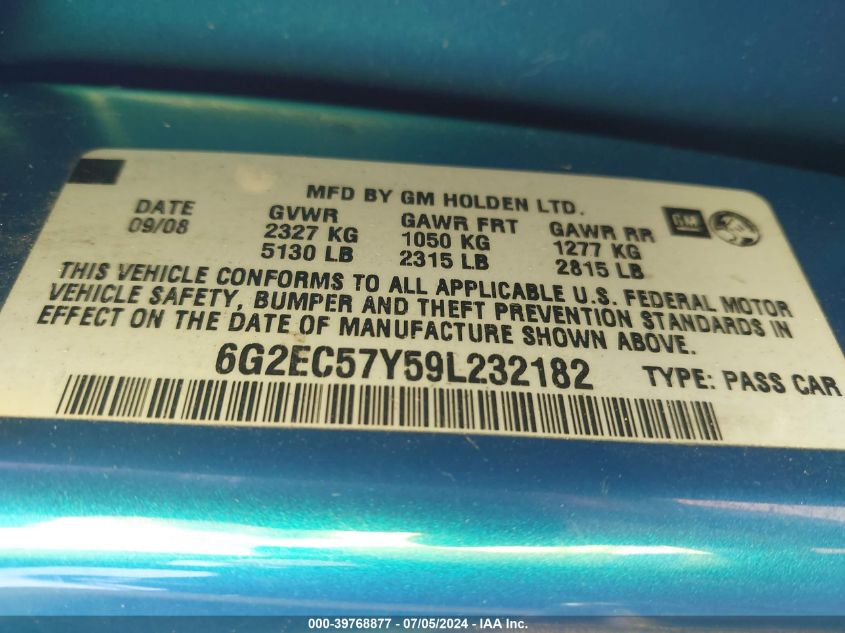 MFD BY GM HOLDEN LTD.
DATE GVWR GAWR FRT GAWR RR GM
09/08 2327 KG 1050 KG 1277 KG
5130 LB 2315 LB 2815 LB
THIS VEHICLE CONFORMS TO ALL APPLICABLE U.S. FEDERAL MOTOR
VEHICLE SAFETY, BUMPER AND THEFT PREVENTION STANDARDS IN
EFFECT ON THE DATE OF MANUFACTURE SHOWN ABOVE.
6G2EC57Y59L232182 TYPE: PASS CAR
000-39768877 - 07/05/2024 - IAA Inc.